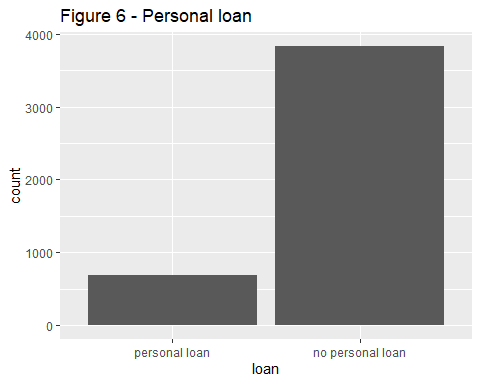 Figure 6 - Personal loan
4000
3000
2000
1000
0
count
personal loan
no personal loan
loan